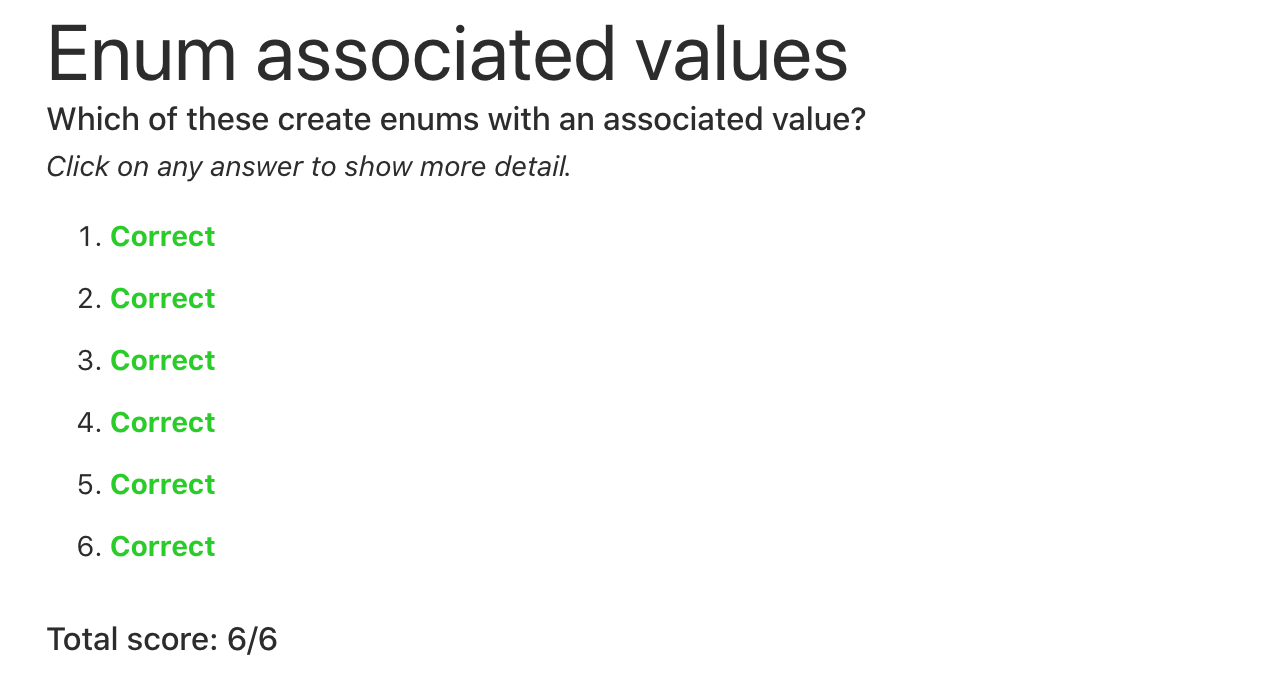 Enum associated values
Which of these create enums with an associated value?
Click on any answer to show more detail.
1. Correct
2. Correct
3. Correct
4. Correct
5. Correct
6. Correct
Total score: 6/6